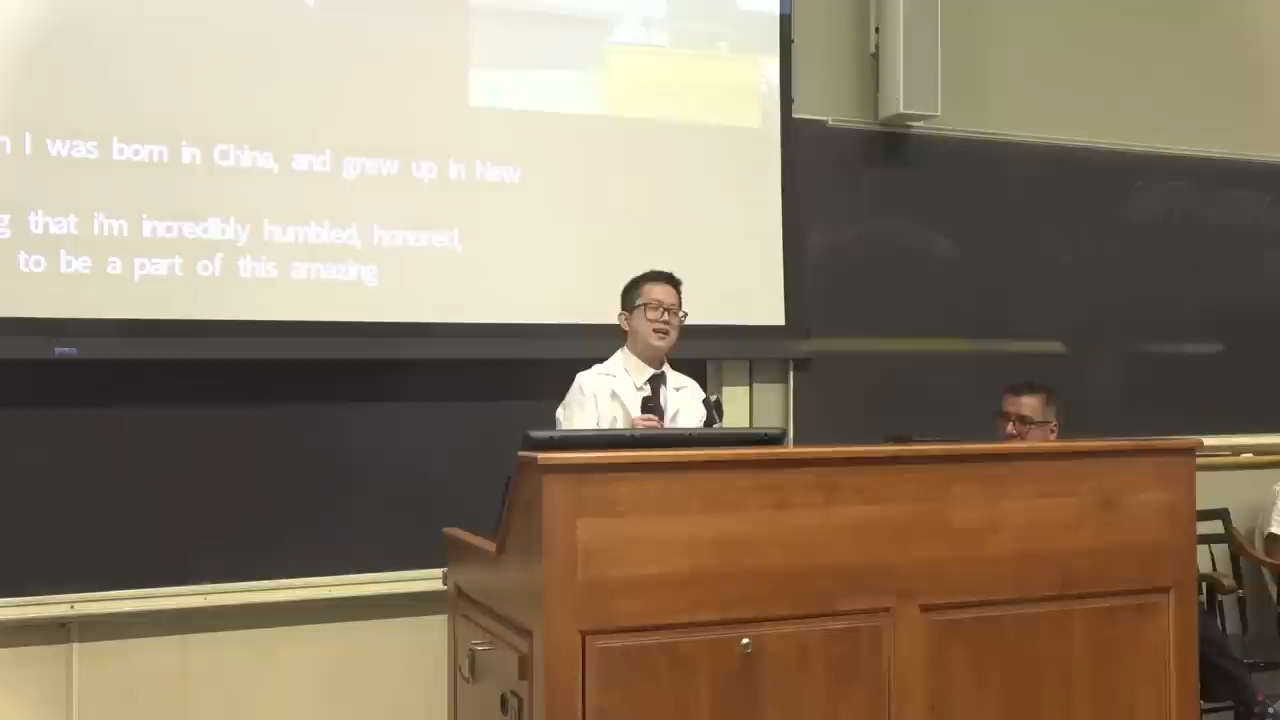 I was born in China, and grew up in New
that i'm incredibly humbled, honored,
to be a part of this amazing